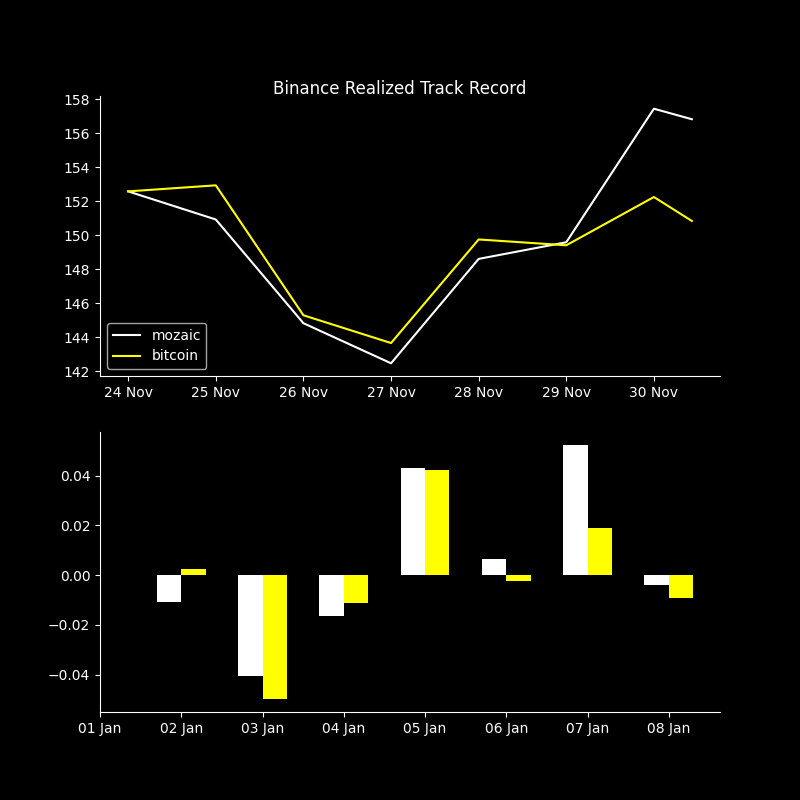 Binance Realized Track Record
158
156
154
152
150
148
146
144
142
mozaic
bitcoin
24 Nov 25 Nov 26 Nov 27 Nov 28 Nov 29 Nov 30 Nov
0.04
0.02
0.00
−0.02
−0.04
01 Jan 02 Jan 03 Jan 04 Jan 05 Jan 06 Jan 07 Jan 08 Jan